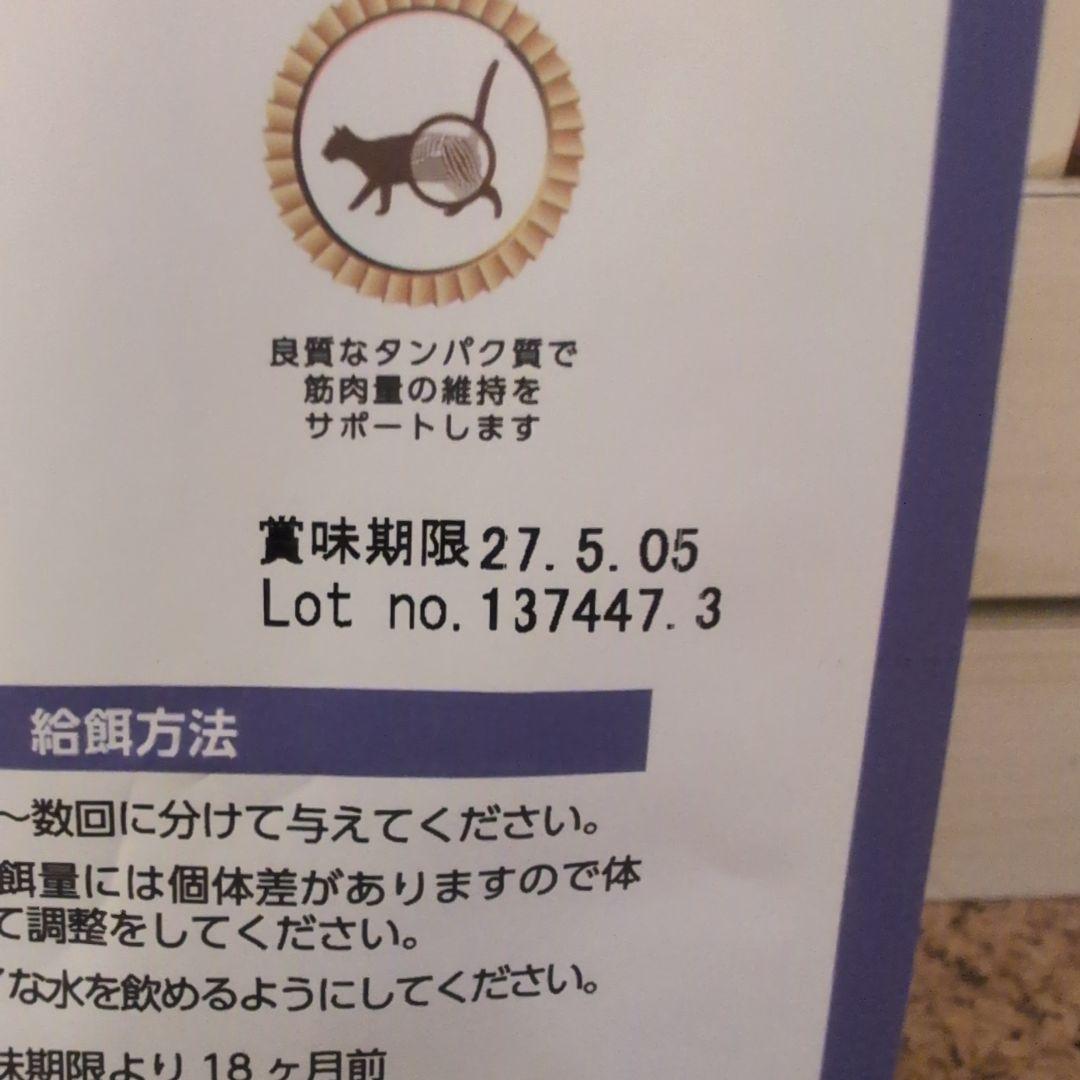 良質なタンパク質で
筋肉量の維持を
サポートします
賞味期限27.5.05
Lot no.137447.3
給餌方法
〜数回に分けて与えてください。
餌量には個体差がありますので体
て調整をしてください。
な水を飲めるようにしてください。
味期限より 18 ヶ月前